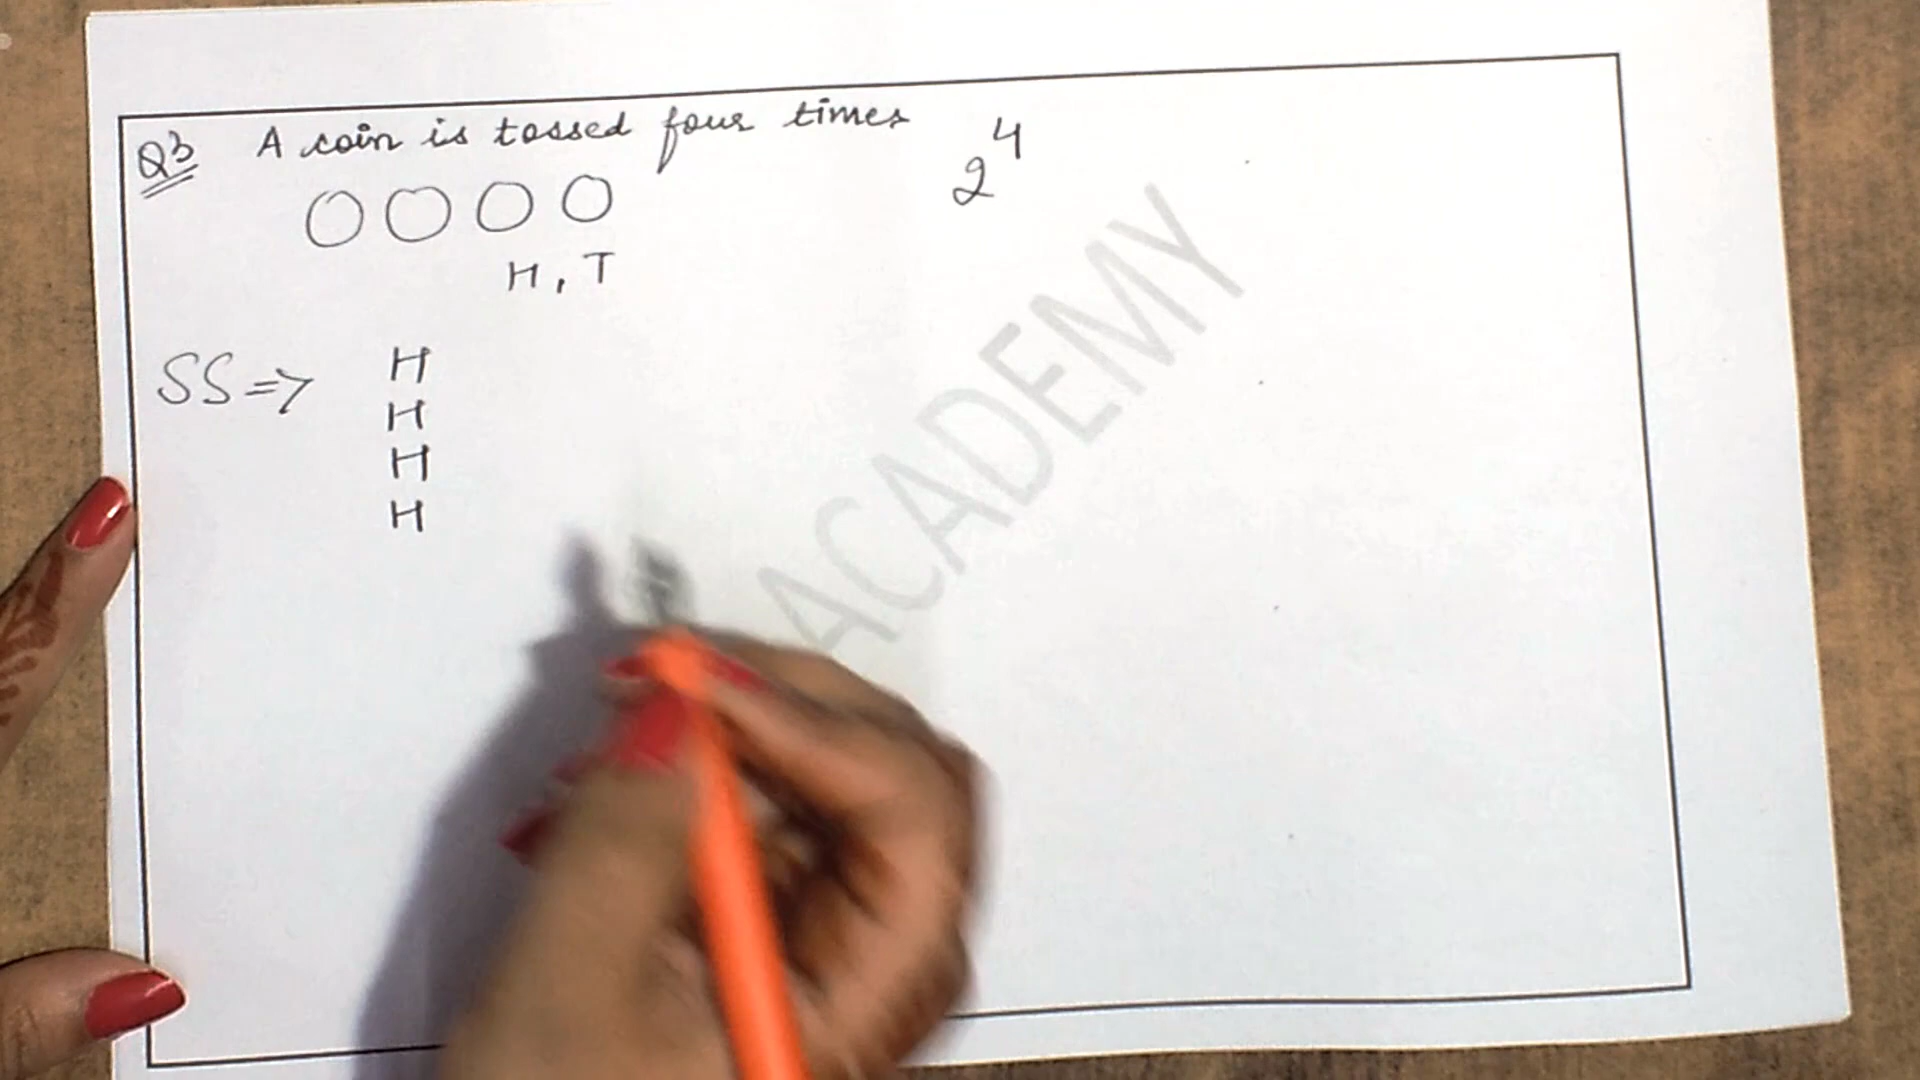 Q3 A coin is tossed four times
2^4
H, T
SS => H
H
H
H
ACADEMY